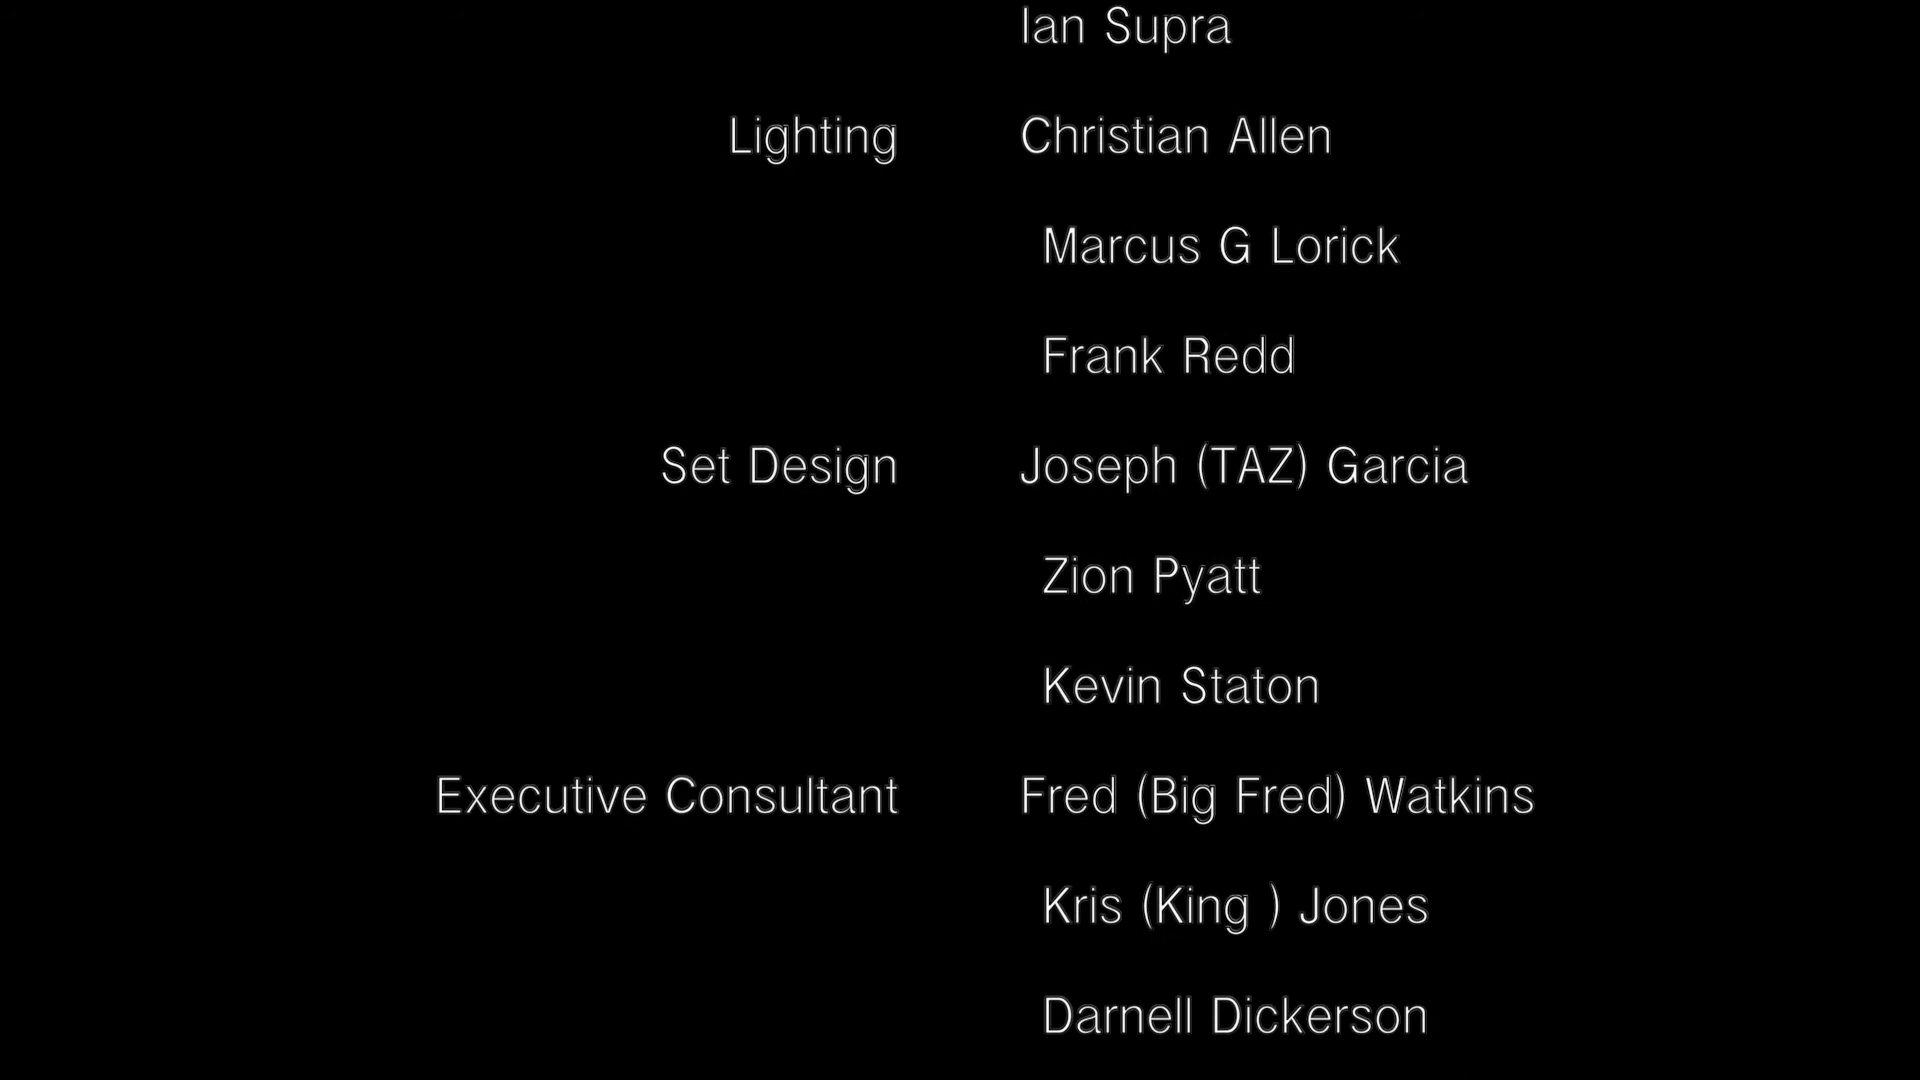 Ian Supra
Lighting Christian Allen
Marcus G Lorick
Frank Redd
Set Design Joseph (TAZ) Garcia
Zion Pyatt
Kevin Staton
Executive Consultant Fred (Big Fred) Watkins
Kris (King ) Jones
Darnell Dickerson